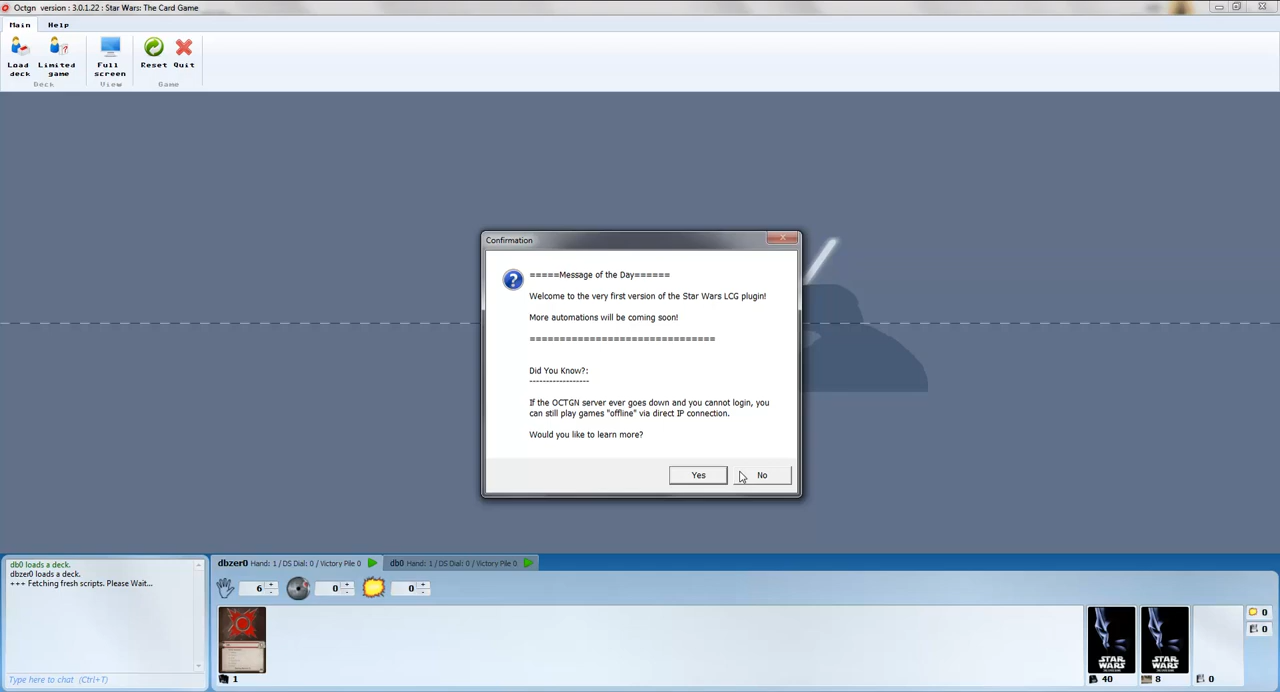 Octgn version : 3.0.1.22 : Star Wars: The Card Game
Main Help
Load deck
Limited game
Full screen
Reset
Quit
Deck
View
Game
Confirmation
=====Message of the Day======
Welcome to the very first version of the Star Wars LCG plugin!
More automations will be coming soon!
===============================
Did You Know?:
-----------------
If the OCTGN server ever goes down and you cannot login, you
can still play games "offline" via direct IP connection.
Would you like to learn more?
Yes
No
db0 loads a deck.
dbzer0 loads a deck.
+++ Fetching fresh scripts. Please Wait...
Type here to chat (Ctrl+T)
dbzer0 Hand: 1 / DS Dial: 0 / Victory Pile 0
db0 Hand: 1 / DS Dial: 0 / Victory Pile 0
6
0
0
1
STAR WARS
40
STAR WARS
8
0
0
0